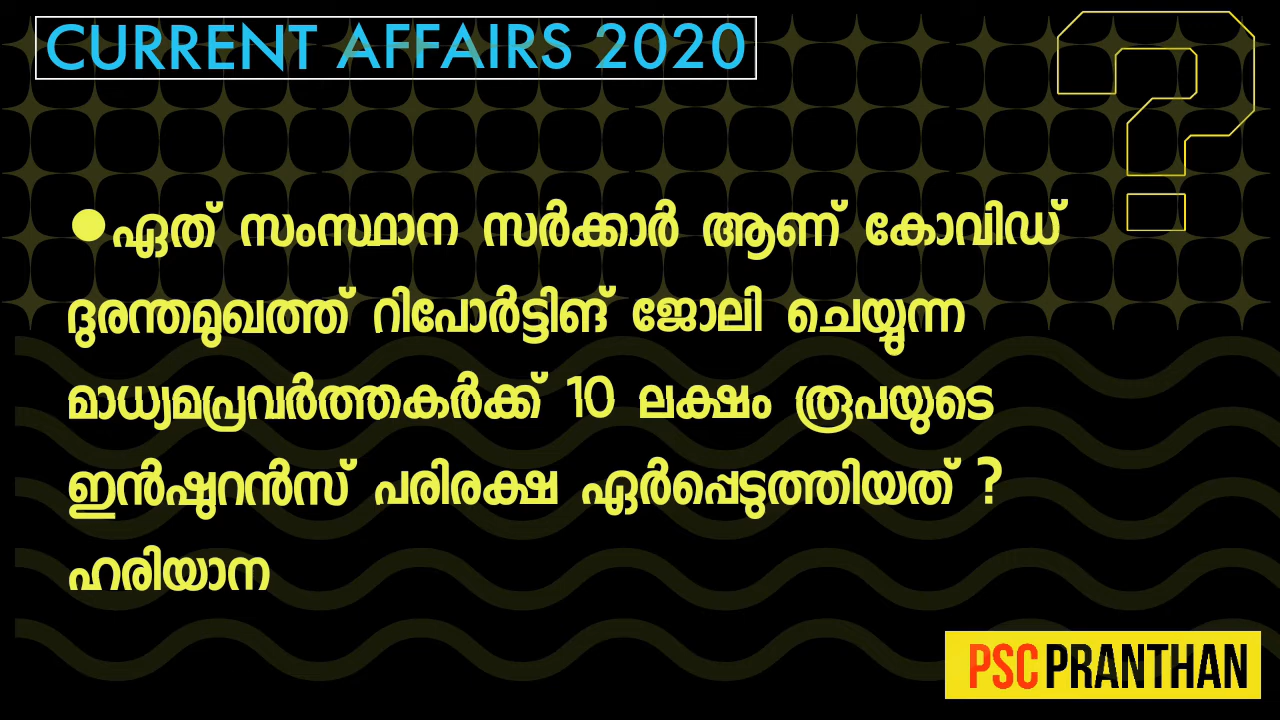 CURRENT AFFAIRS 2020
●ഏത് സംസ്ഥാന സർക്കാർ ആണ് കോവിഡ്
ദുരന്തമുഖത്ത് റിപോർട്ടിങ് ജോലി ചെയ്യുന്ന
മാധ്യമപ്രവർത്തകർക്ക് 10 ലക്ഷം രൂപയുടെ
ഇൻഷുറൻസ് പരിരക്ഷ ഏർപ്പെടുത്തിയത് ?
ഹരിയാന
PSC PRANTHAN